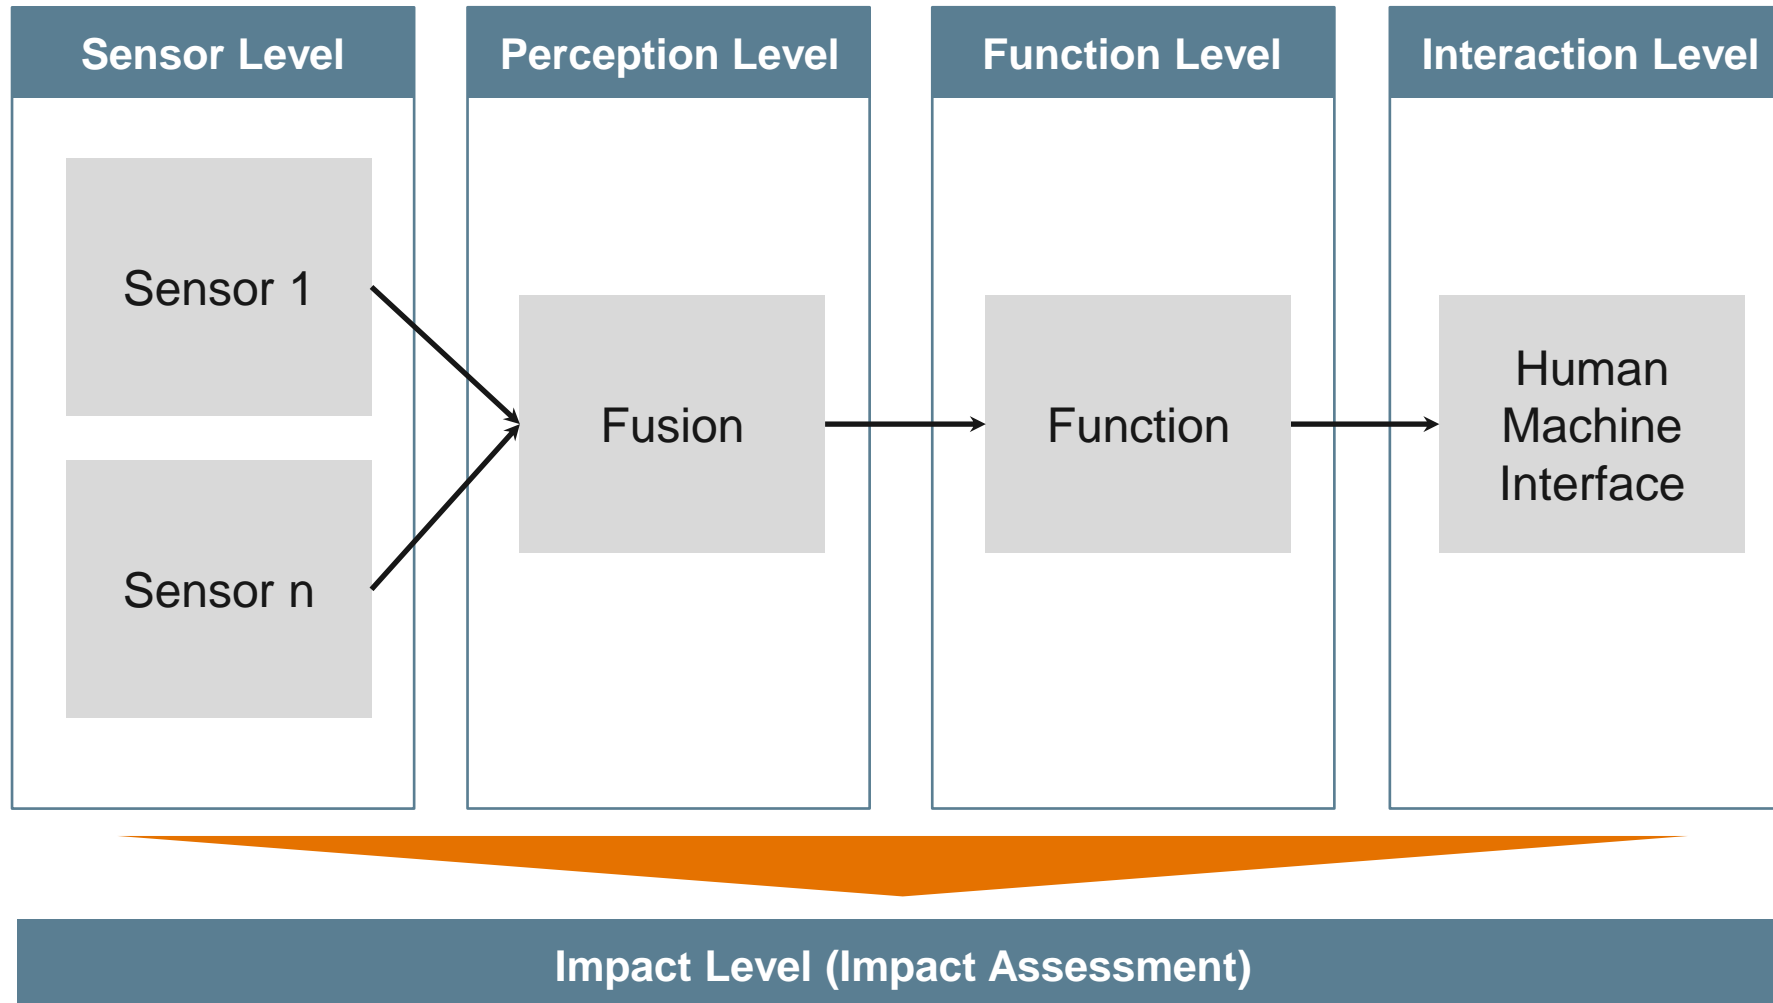 Sensor Level
Perception Level
Function Level
Interaction Level
Sensor 1
Sensor n
Fusion
Function
Human
Machine
Interface
Impact Level (Impact Assessment)